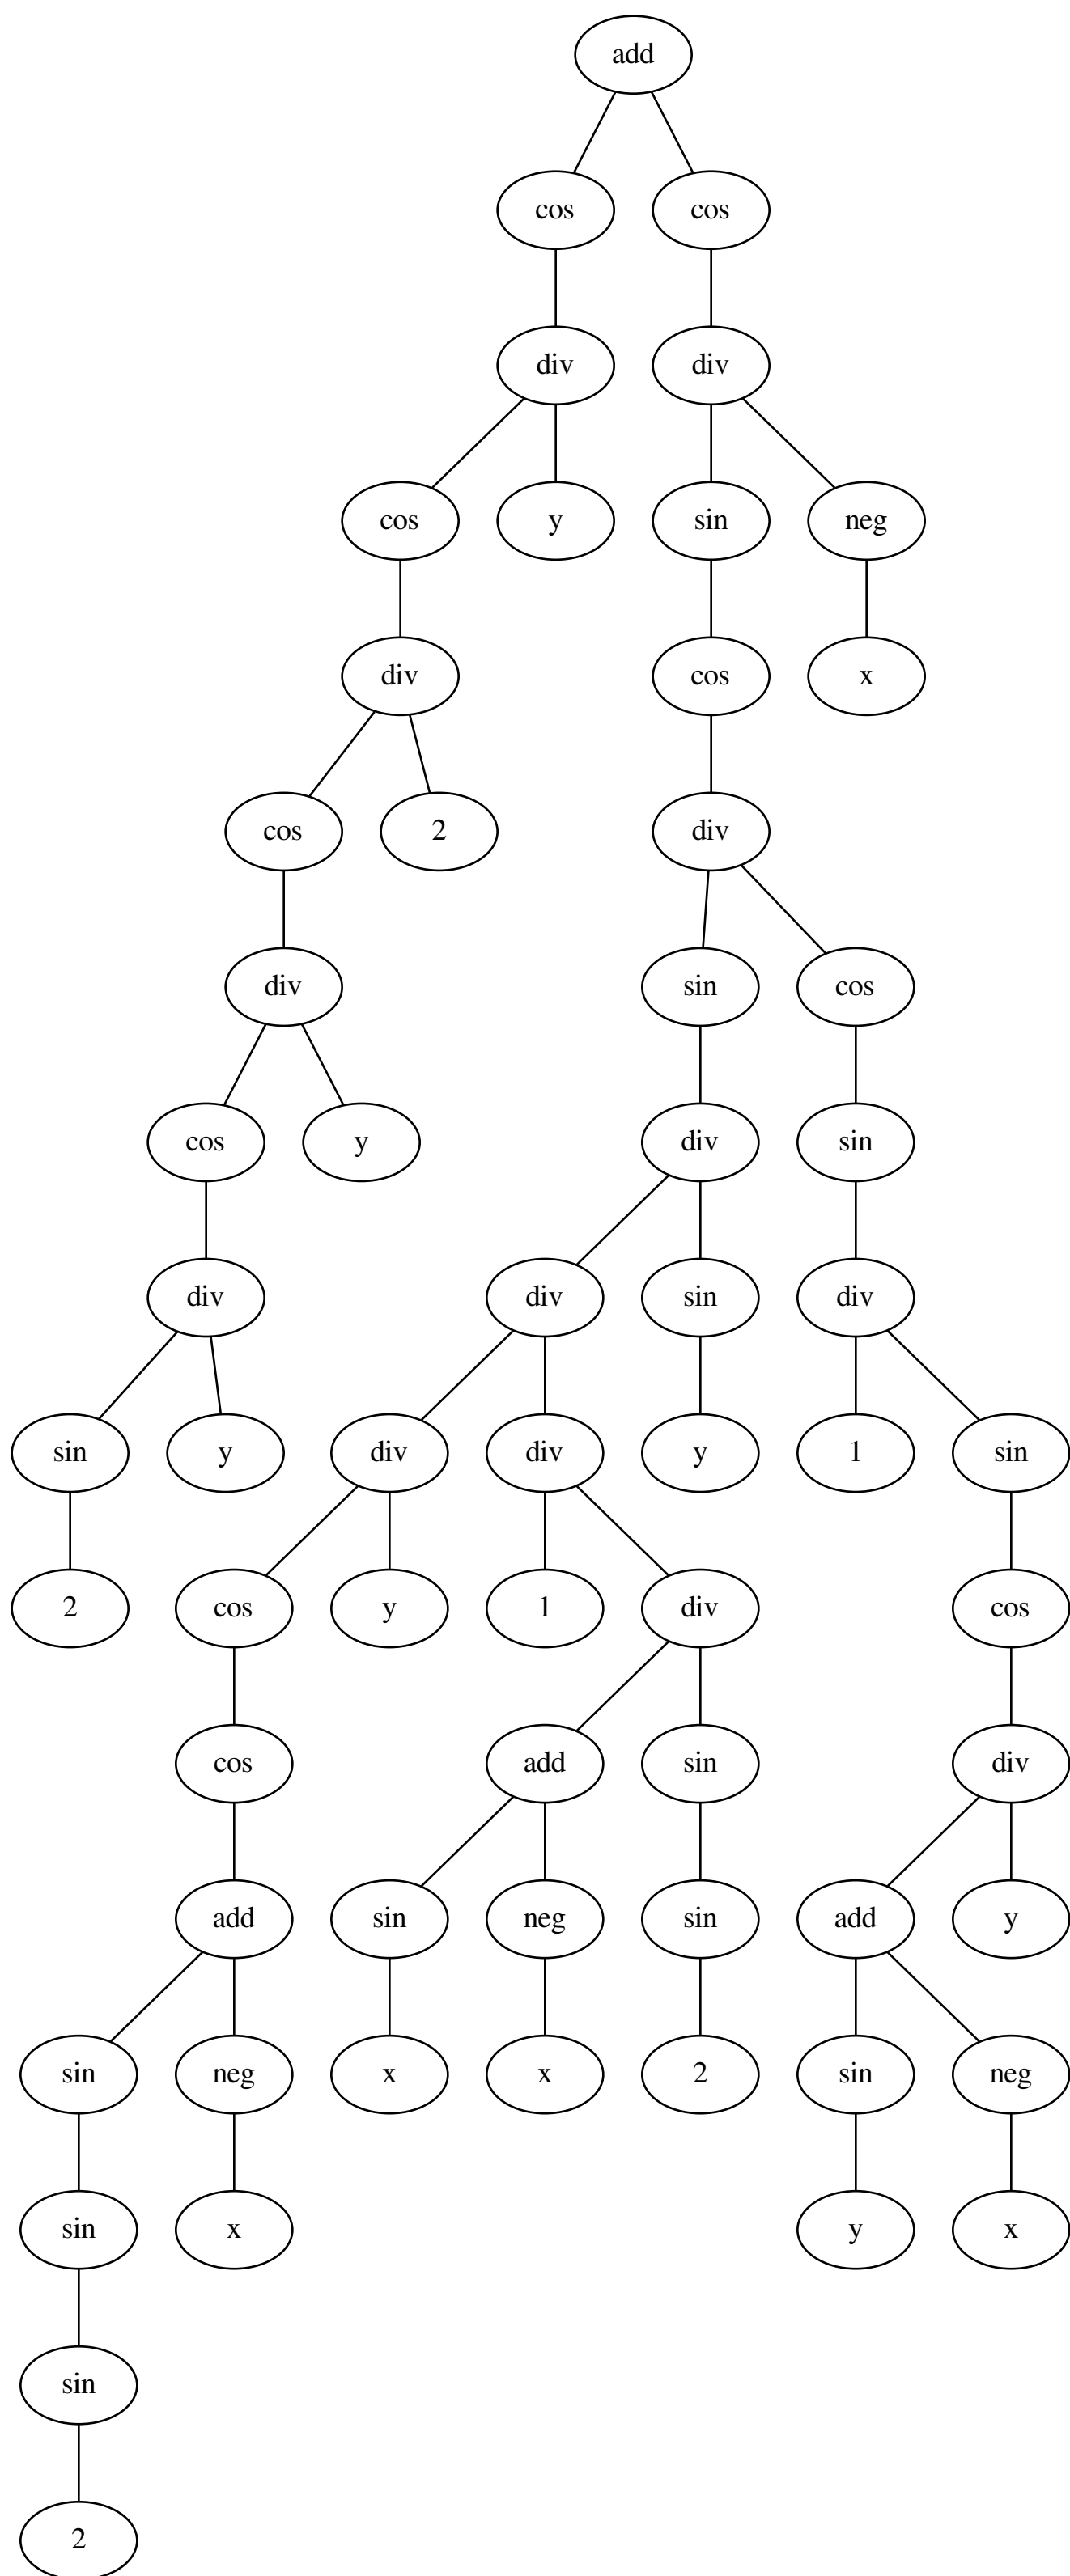 add
cos cos
div div
cos y sin neg
div cos x
cos 2 div
div sin cos
cos y div sin
div div sin div
sin y div div y 1 sin
2 cos y 1 div cos
cos add sin div
add sin neg sin add y
sin neg x x 2 sin neg
sin x y x
sin
2